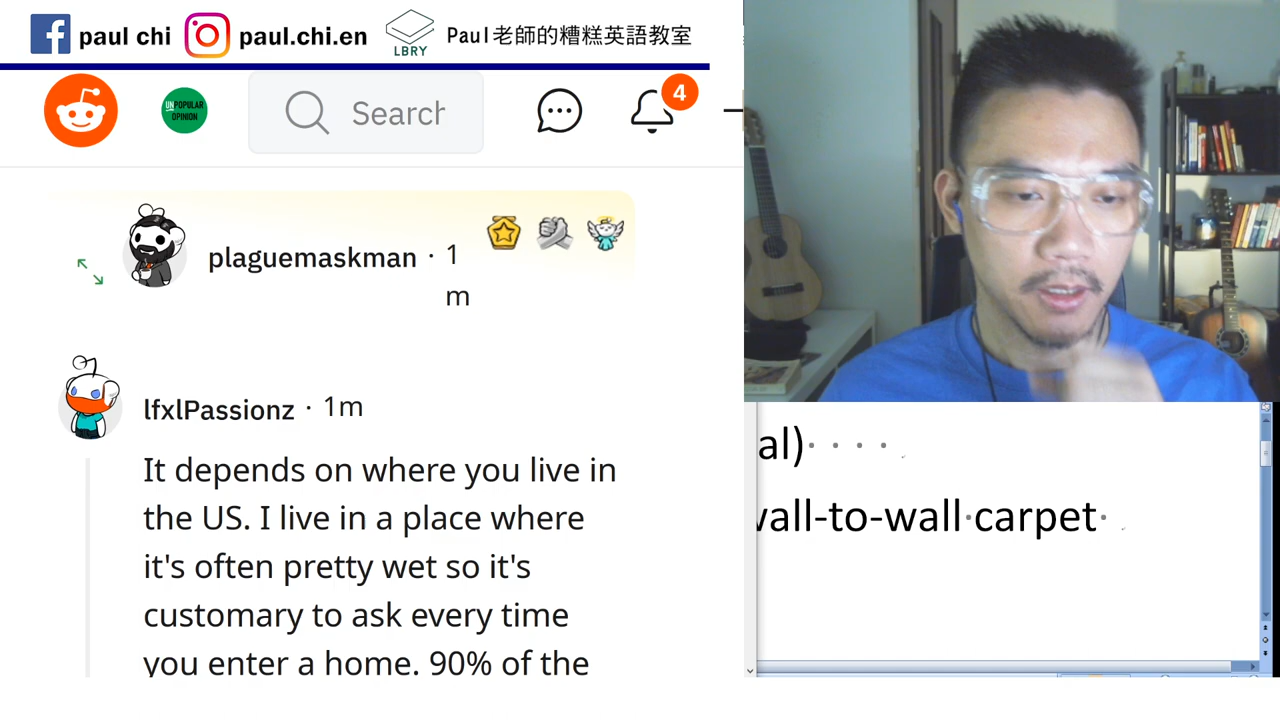 paul chi paul.chi.en LBRY Paul老師的糟糕英語教室
UNPOPULAR
OPINION
Search
4
plaguemaskman · 1
m
lfxlPassionz · 1m
It depends on where you live in
the US. I live in a place where
it's often pretty wet so it's
customary to ask every time
you enter a home. 90% of the
al)
wall-to-wall carpet